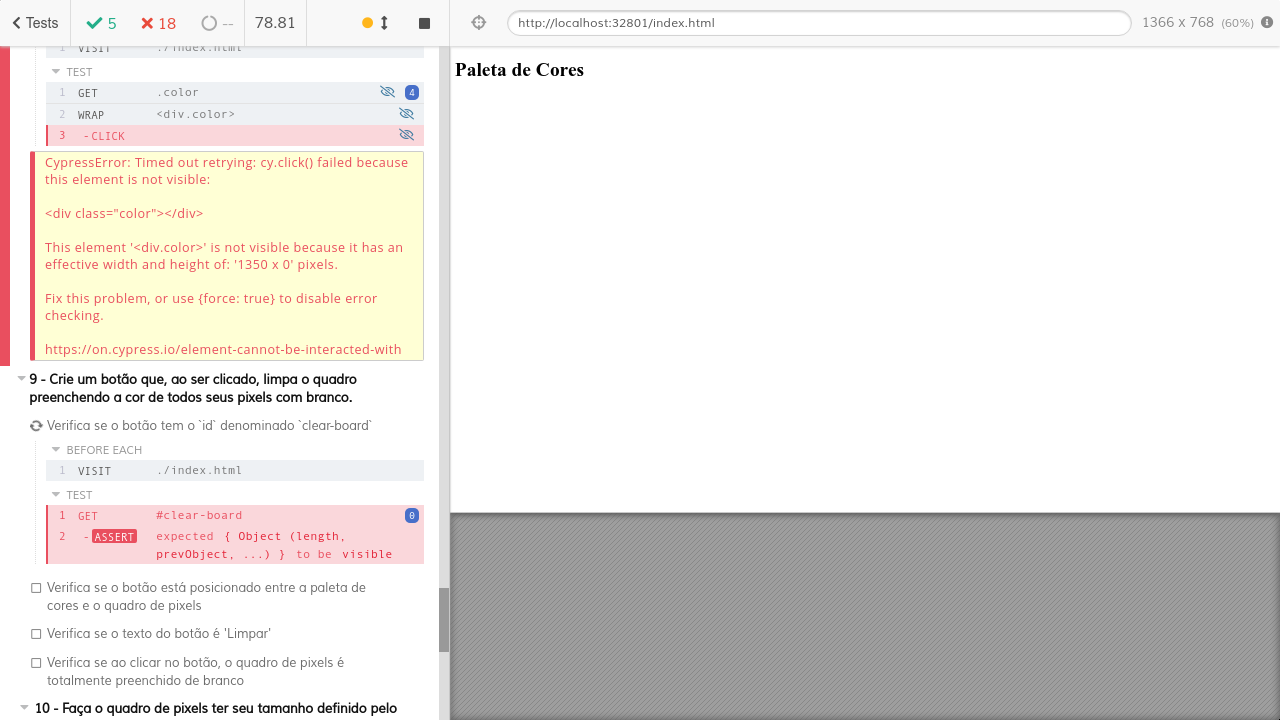 Tests 5 18 -- 78.81 http://localhost:32801/index.html 1366 x 768 (60%)
1 VISIT ./index.html
TEST
1 GET .color 4
2 WRAP <div.color>
3 -CLICK
CypressError: Timed out retrying: cy.click() failed because
this element is not visible:
<div class="color"></div>
This element '<div.color>' is not visible because it has an
effective width and height of: '1350 x 0' pixels.
Fix this problem, or use {force: true} to disable error
checking.
https://on.cypress.io/element-cannot-be-interacted-with
9 - Crie um botão que, ao ser clicado, limpa o quadro
preenchendo a cor de todos seus pixels com branco.
Verifica se o botão tem o `id` denominado `clear-board`
BEFORE EACH
1 VISIT ./index.html
TEST
1 GET #clear-board 0
2 -ASSERT expected { Object (length,
prevObject, ...) } to be visible
Verifica se o botão está posicionado entre a paleta de
cores e o quadro de pixels
Verifica se o texto do botão é 'Limpar'
Verifica se ao clicar no botão, o quadro de pixels é
totalmente preenchido de branco
10 - Faça o quadro de pixels ter seu tamanho definido pelo
Paleta de Cores